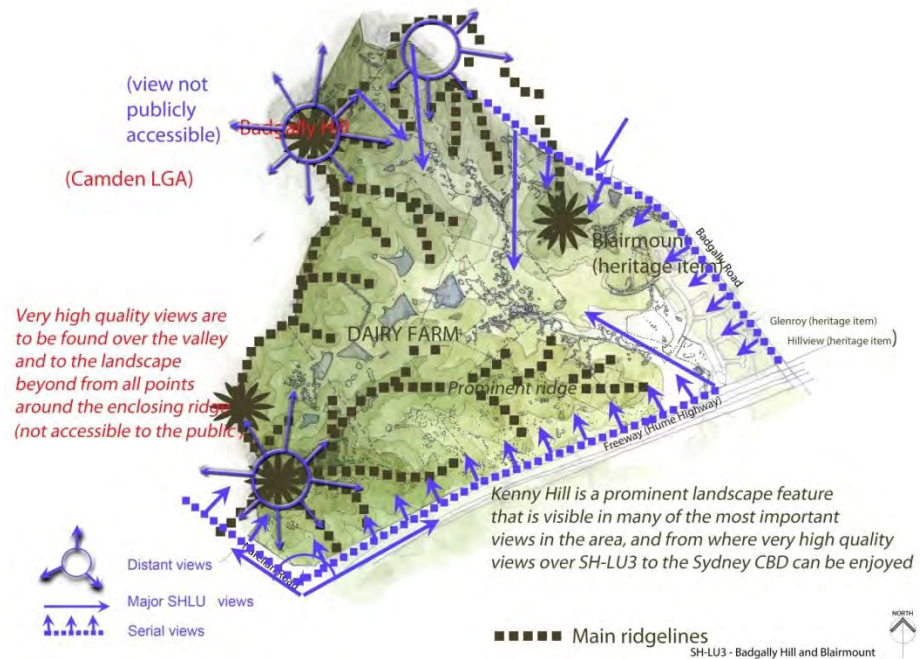 (view not
publicly
accessible)
Badgally Hill
(Camden LGA)
Blairmoun
(heritage item)
Badgally Road
Very high quality views are
to be found over the valley
and to the landscape
beyond from all points
around the enclosing ridge
(not accessible to the public )
DAIRY FARM
Glenroy (heritage item)
Hillview (heritage item)
Prominent ridge
Freeway (Hume Highway)
Kenny Hill is a prominent landscape feature
that is visible in many of the most important
views in the area, and from where very high quality
views over SH-LU3 to the Sydney CBD can be enjoyed
Distant views
Major SHLU views
Serial views
Main ridgelines
NORTH
SH-LU3 - Badgally Hill and Blairmount